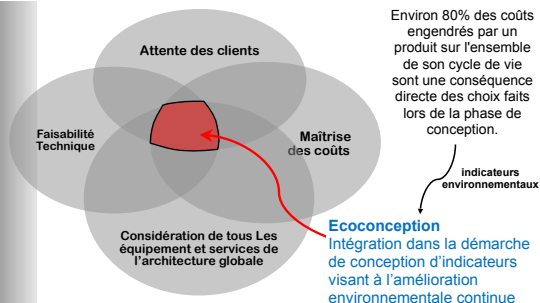 Attente des clients
Faisabilité
Technique
Maîtrise
des coûts
Considération de tous Les
équipement et services de
l'architecture globale
Environ 80% des coûts
engendrés par un
produit sur l'ensemble
de son cycle de vie
sont une conséquence
directe des choix faits
lors de la phase de
conception.
indicateurs
environnementaux
Ecoconception
Intégration dans la démarche
de conception d'indicateurs
visant à l'amélioration
environnementale continue